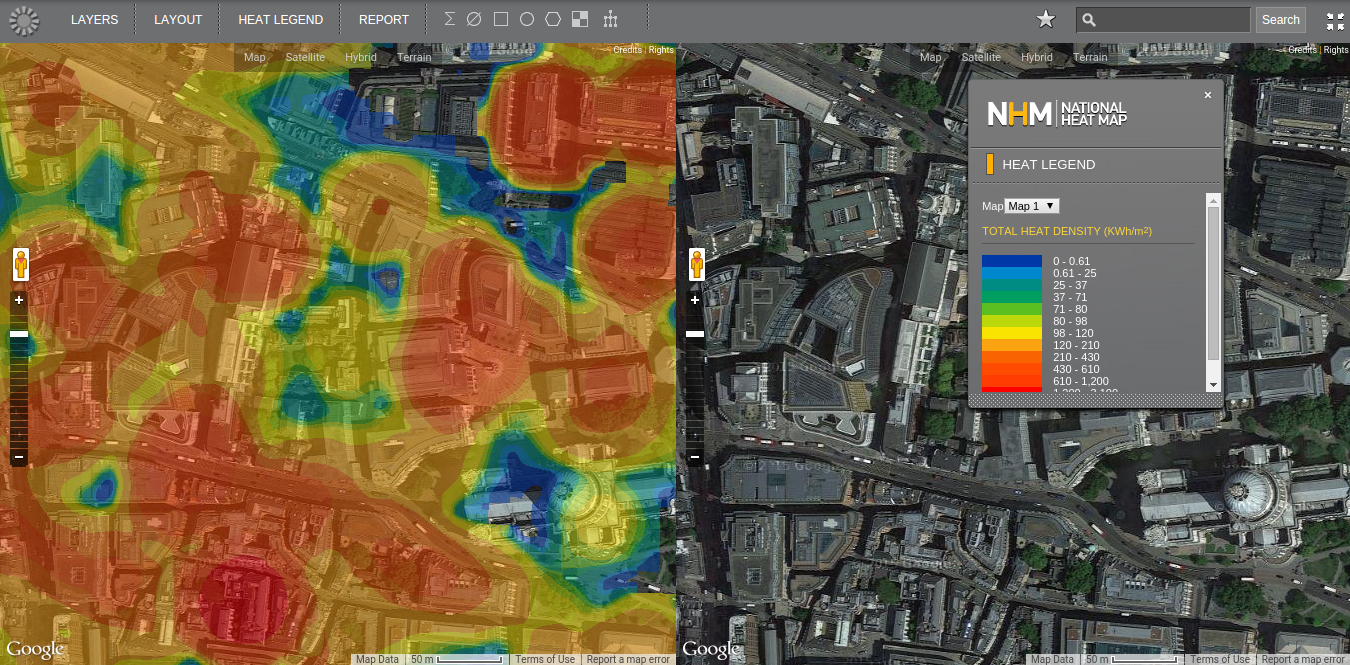 LAYERS LAYOUT HEAT LEGEND REPORT Search
Credits | Rights
Credits | Rights
Map Satellite Hybrid Terrain
Map Satellite Hybrid Terrain
×
NHM NATIONAL
HEAT MAP
HEAT LEGEND
Map Map 1
TOTAL HEAT DENSITY (KWh/m2)
0 - 0.61
0.61 - 25
25 - 37
37 - 71
71 - 80
80 - 98
98 - 120
120 - 210
210 - 430
430 - 610
610 - 1,200
+
+
−
−
Google
Map Data 50 m Terms of Use Report a map error
Google
Map Data 50 m Terms of Use Report a map error